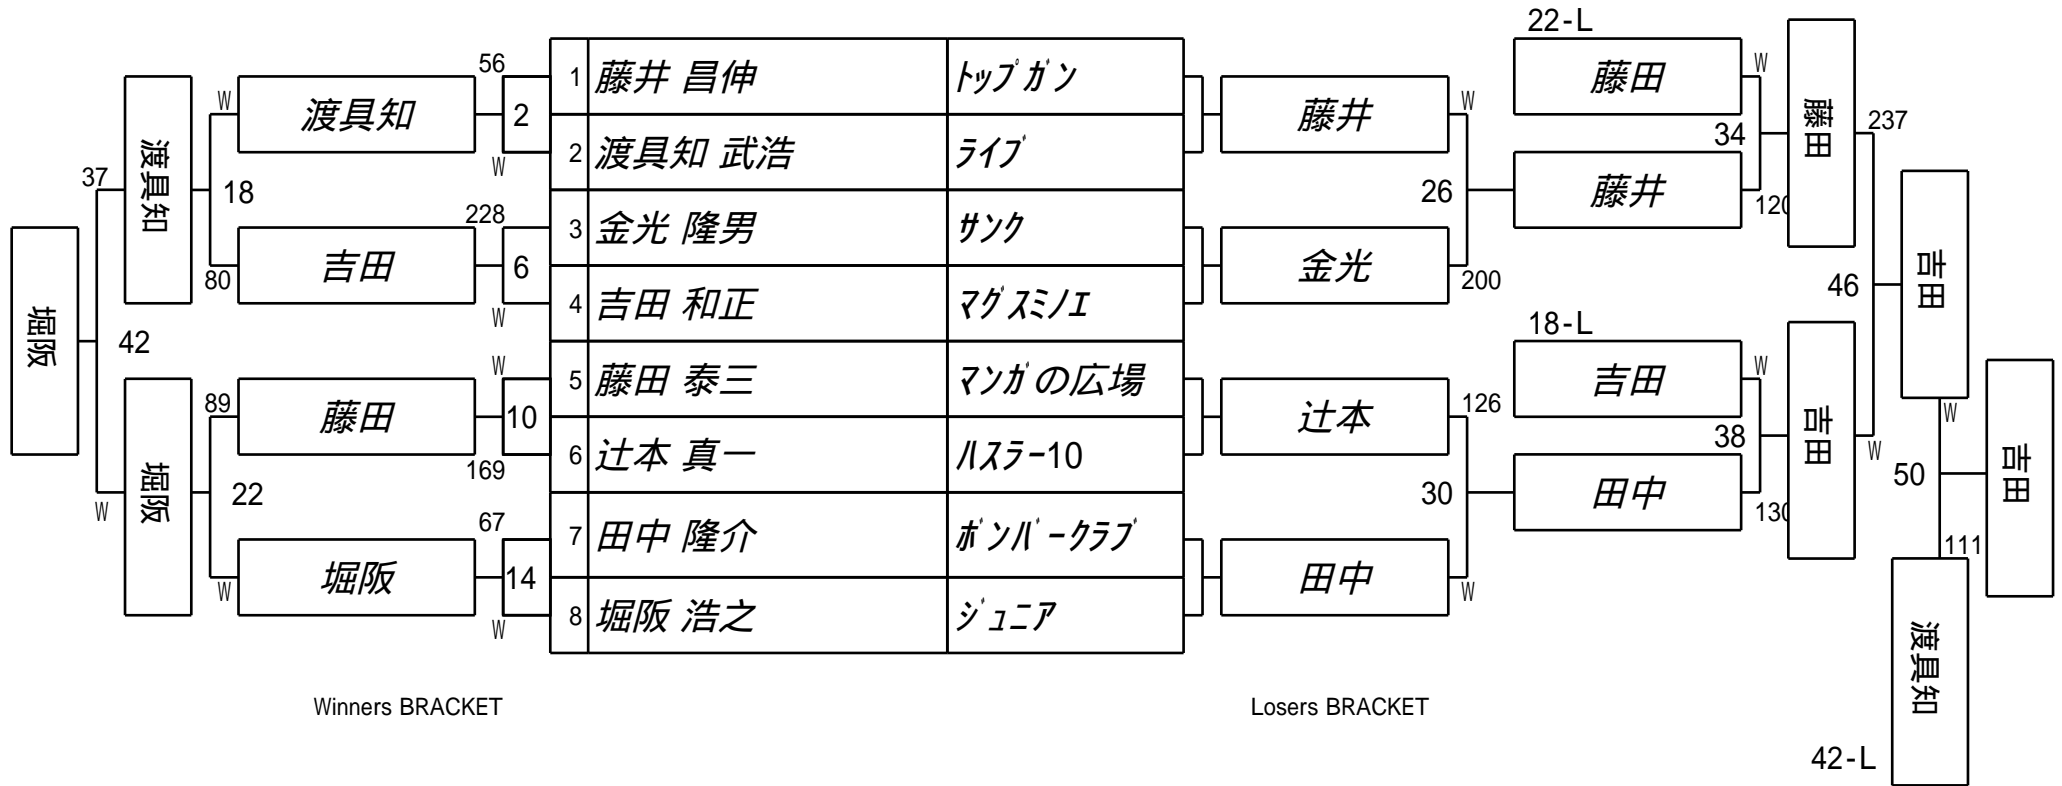 22-L
56
1 藤井 昌伸 トップガン
藤田
W
渡具知
W
2
藤井
W
藤田
237
渡具知
W
2 渡具知 武浩 ライブ
34
37
18
26
藤井
120
228
3 金光 隆男 サンク
吉田
80
吉田
6
金光
200
46
吉田
堀阪
W
4 吉田 和正 マグスミノエ
18-L
42
W
5 藤田 泰三 マンガの広場
吉田
W
89
藤田
10
辻本
126
吉田
W
W
38
吉田
堀阪
169
6 辻本 真一 ハスラー10
田中
130
50
W
22
30
67
7 田中 隆介 ボンバークラブ
111
堀阪
W
14
田中
W
W
8 堀阪 浩之 ジュニア
渡具知
Winners BRACKET
Losers BRACKET
42-L